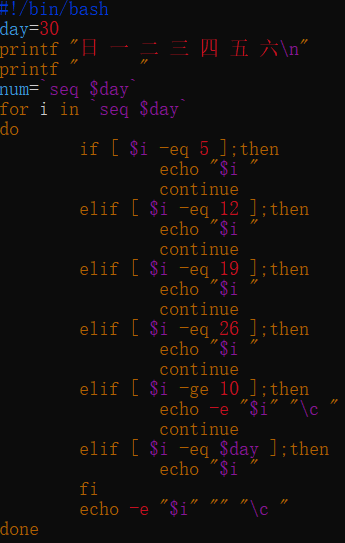 #!/bin/bash
day=30
printf "日 一 二 三 四 五 六\n"
printf "        "
num=`seq $day`
for i in `seq $day`
do
        if [ $i -eq 5 ];then
                echo "$i "
                continue
        elif [ $i -eq 12 ];then
                echo "$i "
                continue
        elif [ $i -eq 19 ];then
                echo "$i "
                continue
        elif [ $i -eq 26 ];then
                echo "$i "
                continue
        elif [ $i -ge 10 ];then
                echo -e "$i" "\c "
                continue
        elif [ $i -eq $day ];then
                echo "$i "
        fi
        echo -e "$i" "" "\c "
done